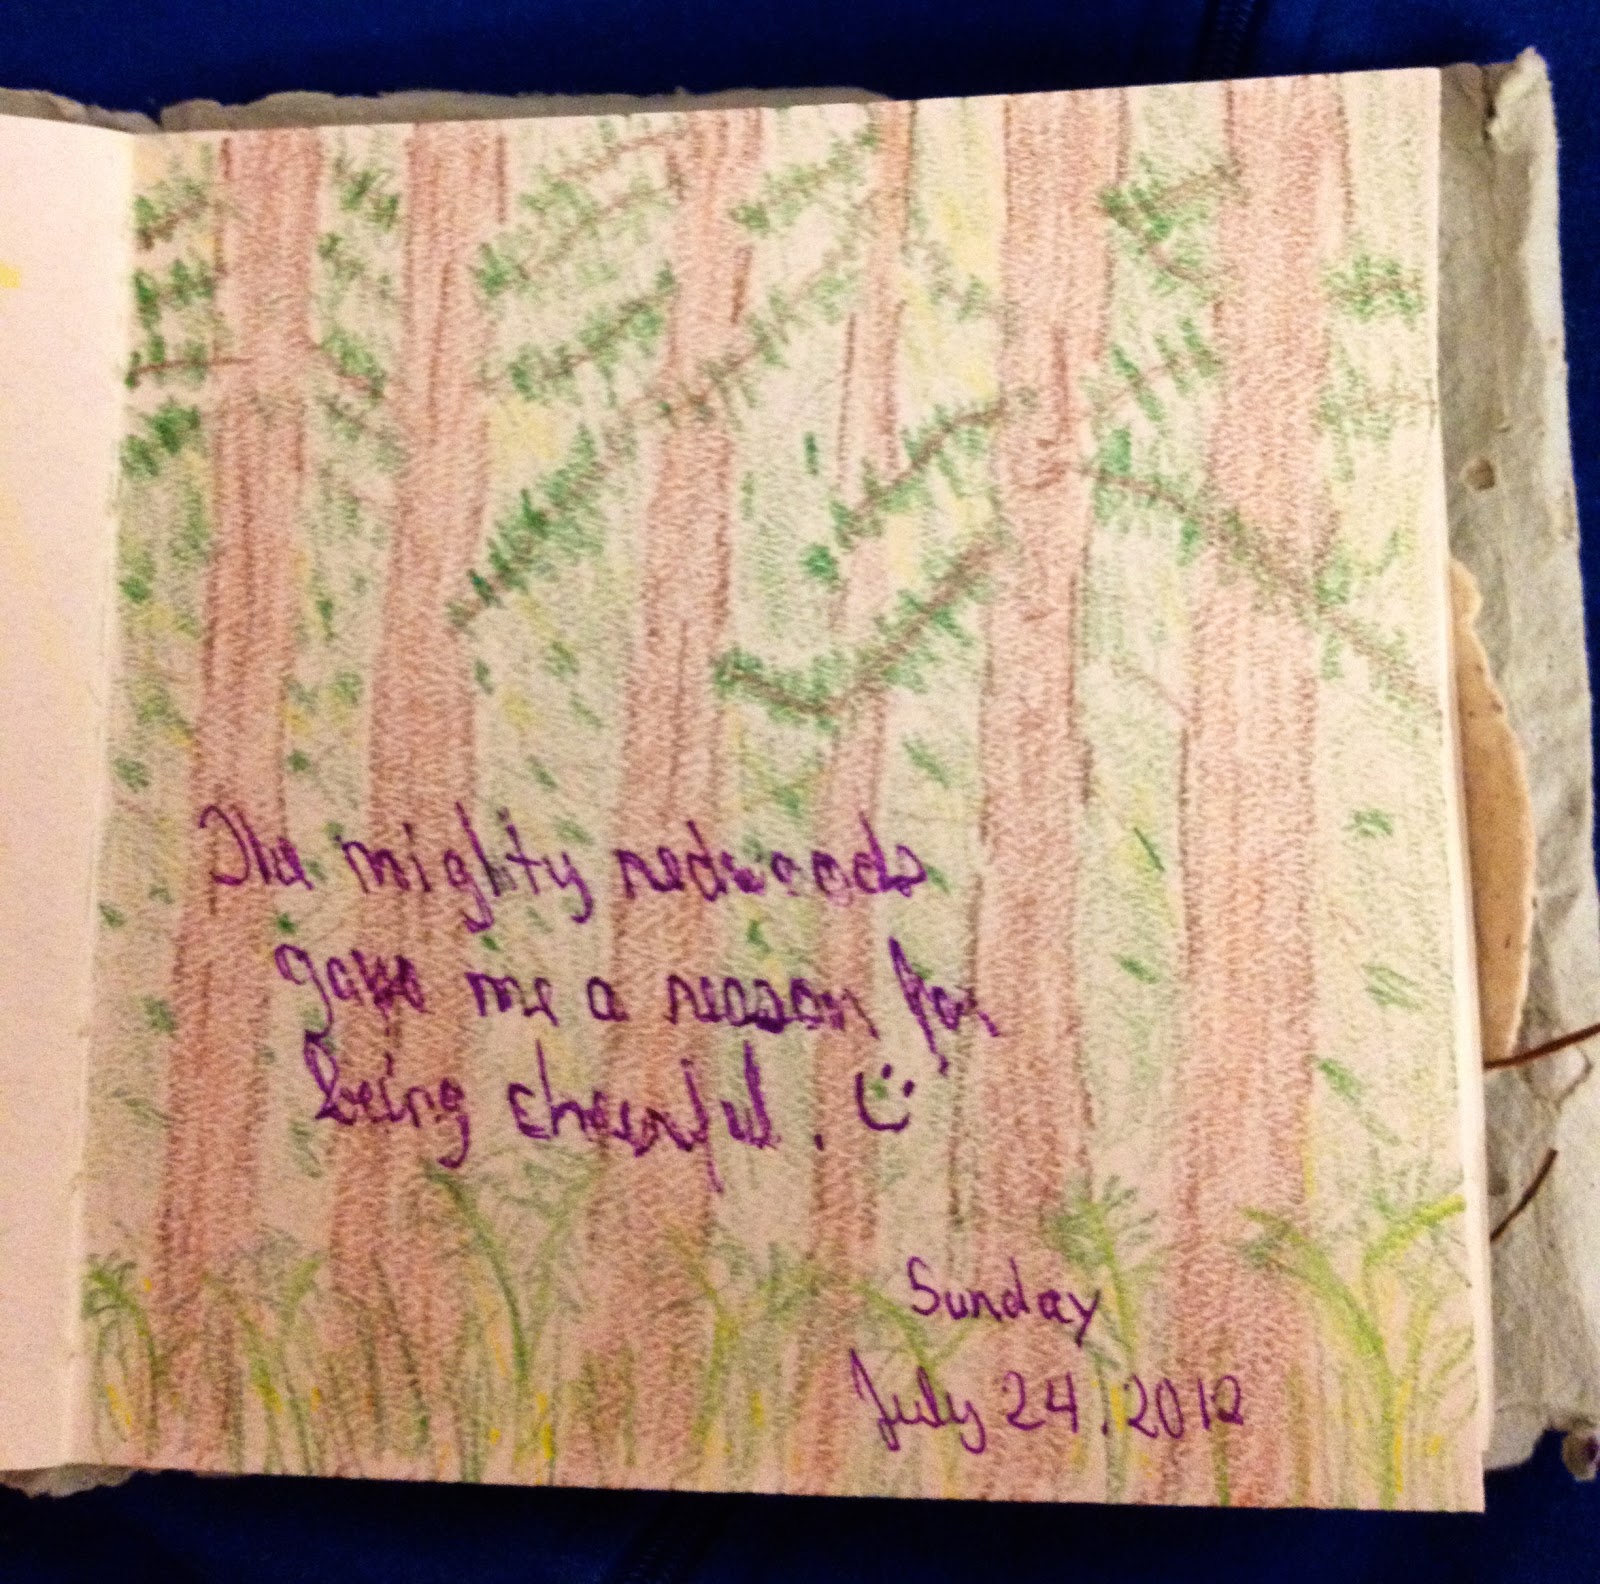 The mighty redwoods
gave me a reason for
being cheerful. :)
Sunday
July 24, 2012